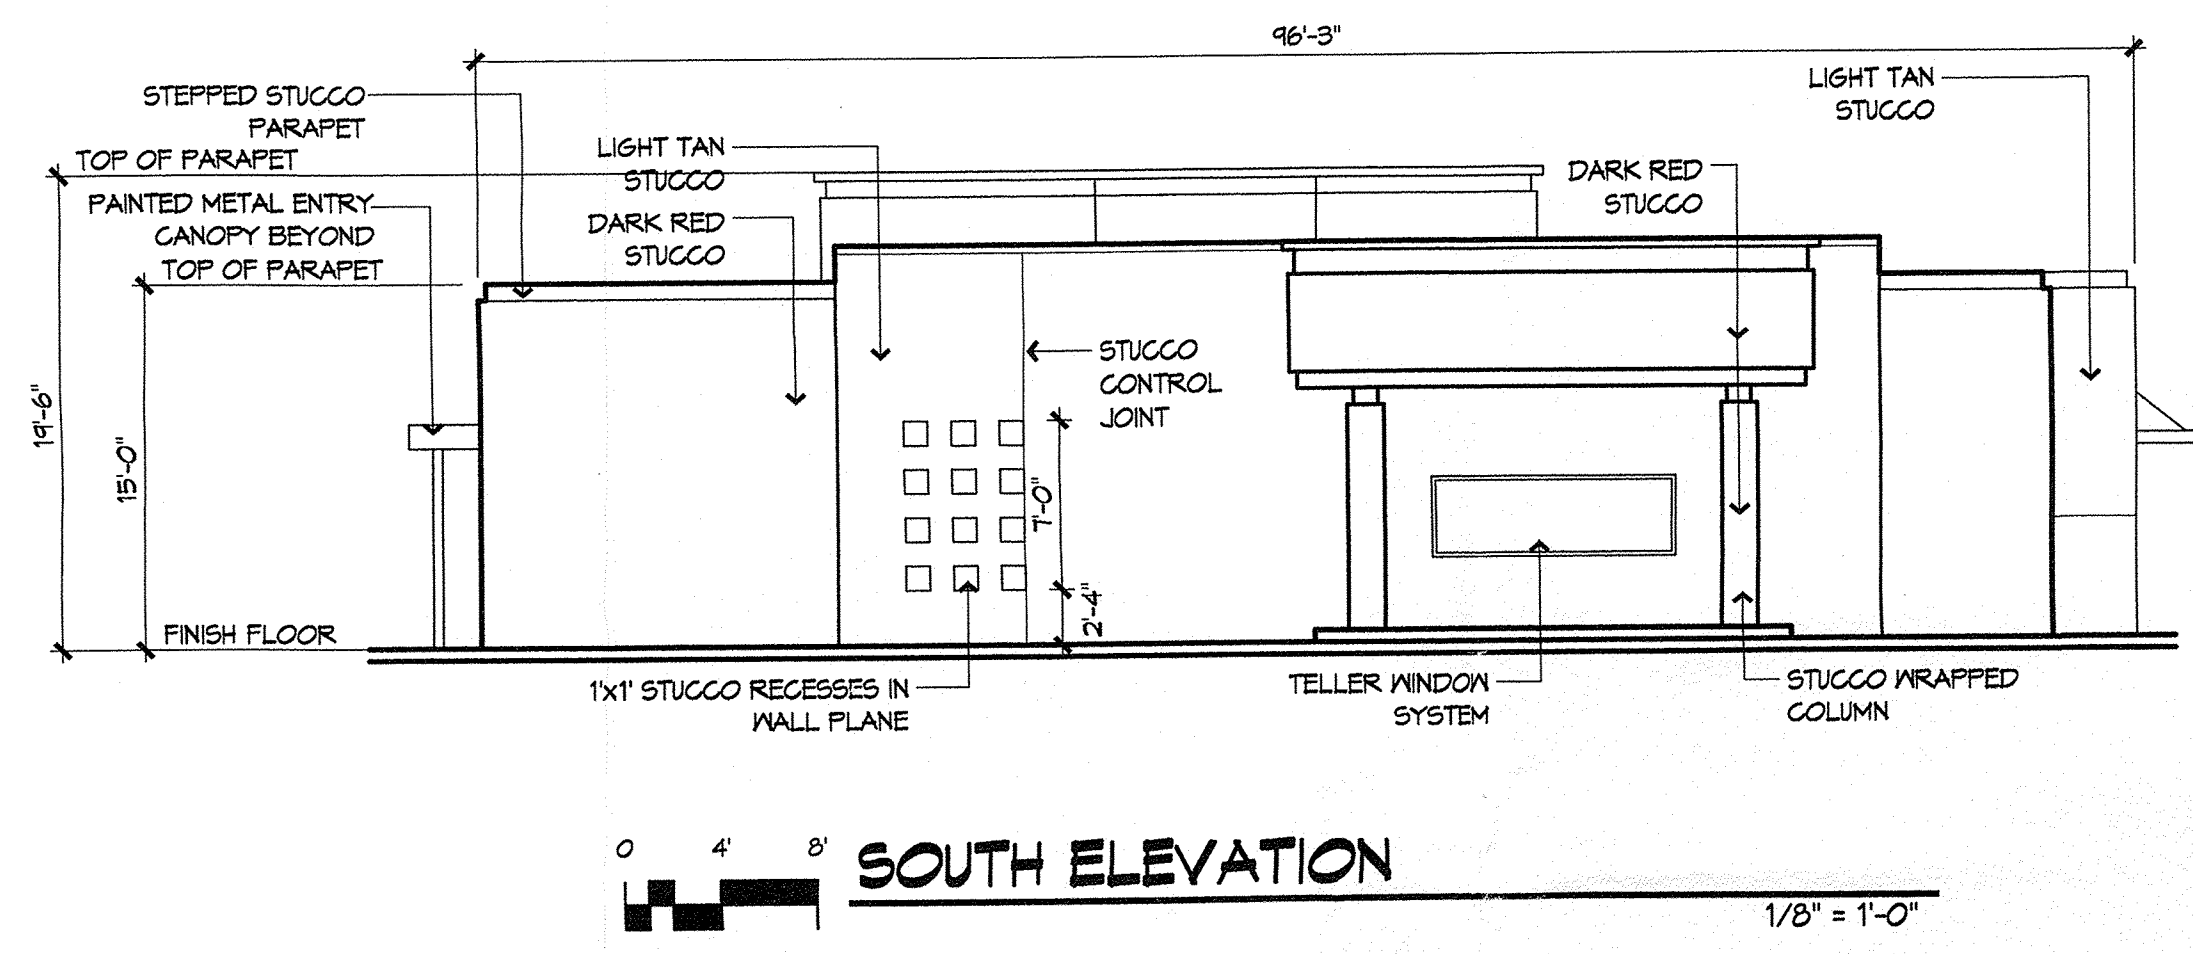 96'-3"
STEPPED STUCCO
PARAPET
LIGHT TAN
STUCCO
TOP OF PARAPET
LIGHT TAN
STUCCO
DARK RED
STUCCO
PAINTED METAL ENTRY
CANOPY BEYOND
TOP OF PARAPET
DARK RED
STUCCO
19'-6"
15'-0"
STUCCO
CONTROL
JOINT
7'-0"
2'-4"
FINISH FLOOR
1'x1' STUCCO RECESSES IN
WALL PLANE
TELLER WINDOW
SYSTEM
STUCCO WRAPPED
COLUMN
0 4' 8'
SOUTH ELEVATION
1/8" = 1'-0"